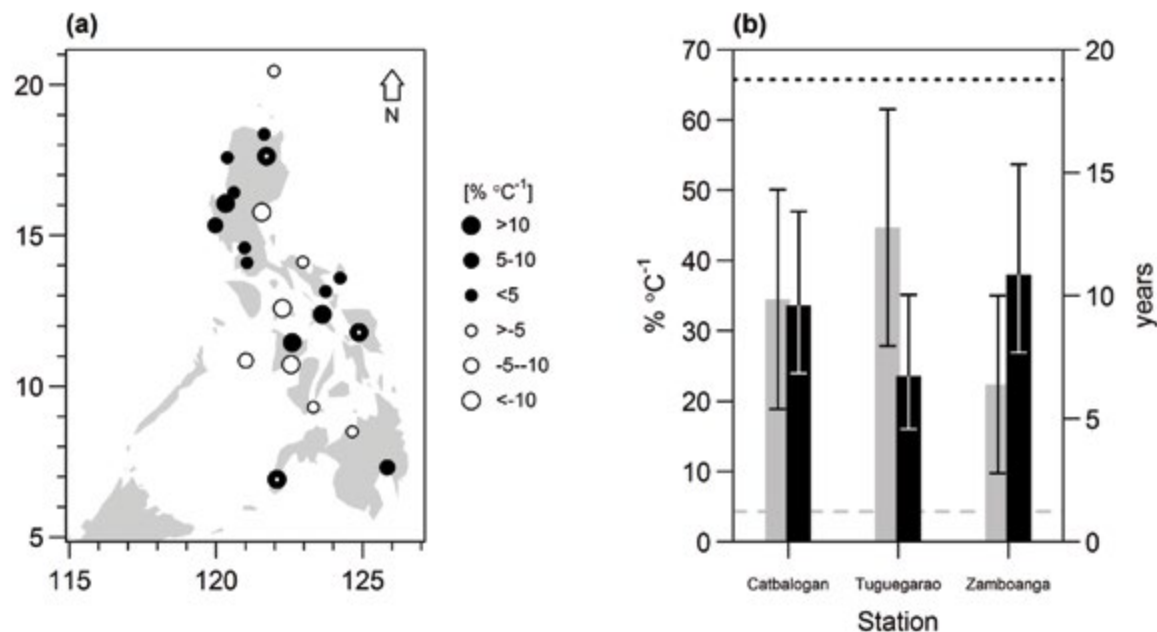 (a)
20
15
10
5
115
120
125
N
[% °C-1]
>10
5-10
<5
>-5
-5--10
<-10
(b)
70
60
50
40
30
20
10
0
% °C-1
20
15
10
5
0
years
Catbalogan
Tuguegarao
Zamboanga
Station